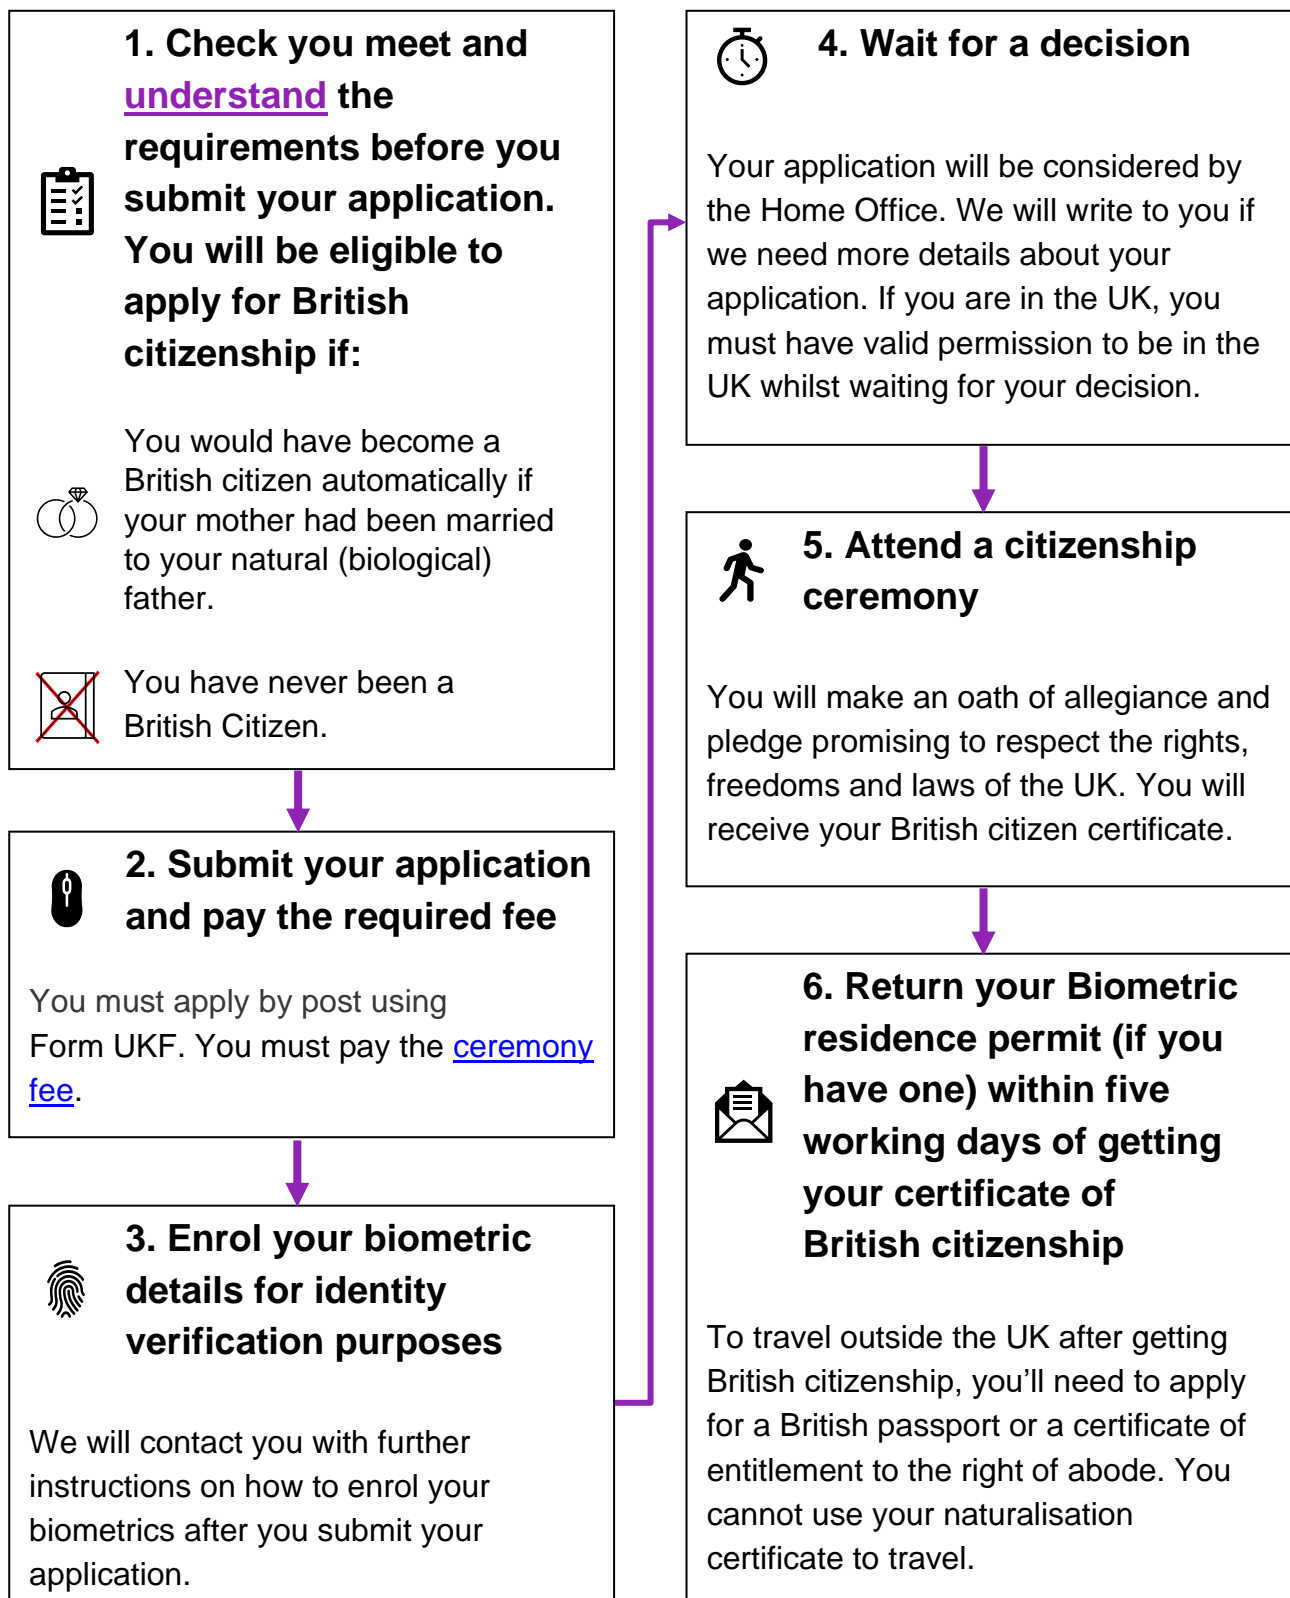 1. Check you meet and
understand the
requirements before you
submit your application.
You will be eligible to
apply for British
citizenship if:
You would have become a
British citizen automatically if
your mother had been married
to your natural (biological)
father.
You have never been a
British Citizen.
2. Submit your application
and pay the required fee
You must apply by post using
Form UKF. You must pay the ceremony
fee.
3. Enrol your biometric
details for identity
verification purposes
We will contact you with further
instructions on how to enrol your
biometrics after you submit your
application.
4. Wait for a decision
Your application will be considered by
the Home Office. We will write to you if
we need more details about your
application. If you are in the UK, you
must have valid permission to be in the
UK whilst waiting for your decision.
5. Attend a citizenship
ceremony
You will make an oath of allegiance and
pledge promising to respect the rights,
freedoms and laws of the UK. You will
receive your British citizen certificate.
6. Return your Biometric
residence permit (if you
have one) within five
working days of getting
your certificate of
British citizenship
To travel outside the UK after getting
British citizenship, you’ll need to apply
for a British passport or a certificate of
entitlement to the right of abode. You
cannot use your naturalisation
certificate to travel.